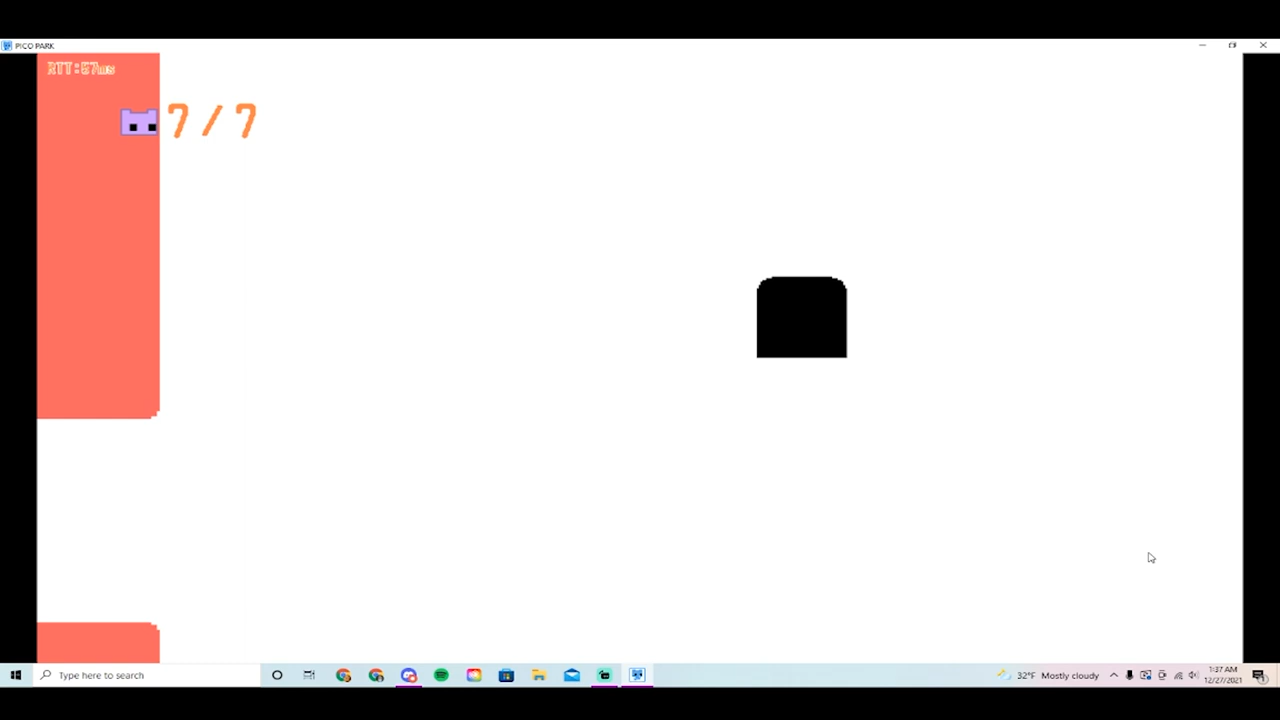 PICO PARK
RTT:57ms
7/7
Type here to search
32°F Mostly cloudy
1:37 AM
12/27/2021